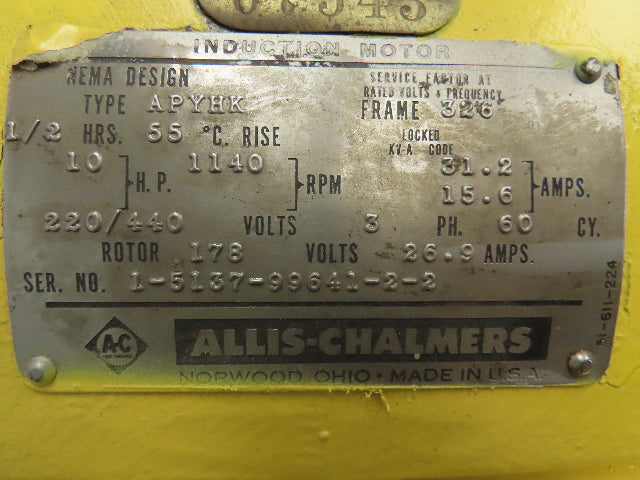 INDUCTION MOTOR
NEMA DESIGN SERVICE FACTOR AT
RATED VOLTS & FREQUENCY
TYPE APYHK FRAME 326
1/2 HRS. 55 °C. RISE LOCKED
KVA CODE
10 } H.P. 1140 } RPM 31.2
15.6 } AMPS.
220/440 VOLTS 3 PH. 60 CY.
ROTOR 178 VOLTS 26.9 AMPS.
SER. NO. 1-5137-99641-2-2
51-611-224
A-C ALLIS-CHALMERS
NORWOOD, OHIO • MADE IN U.S.A.